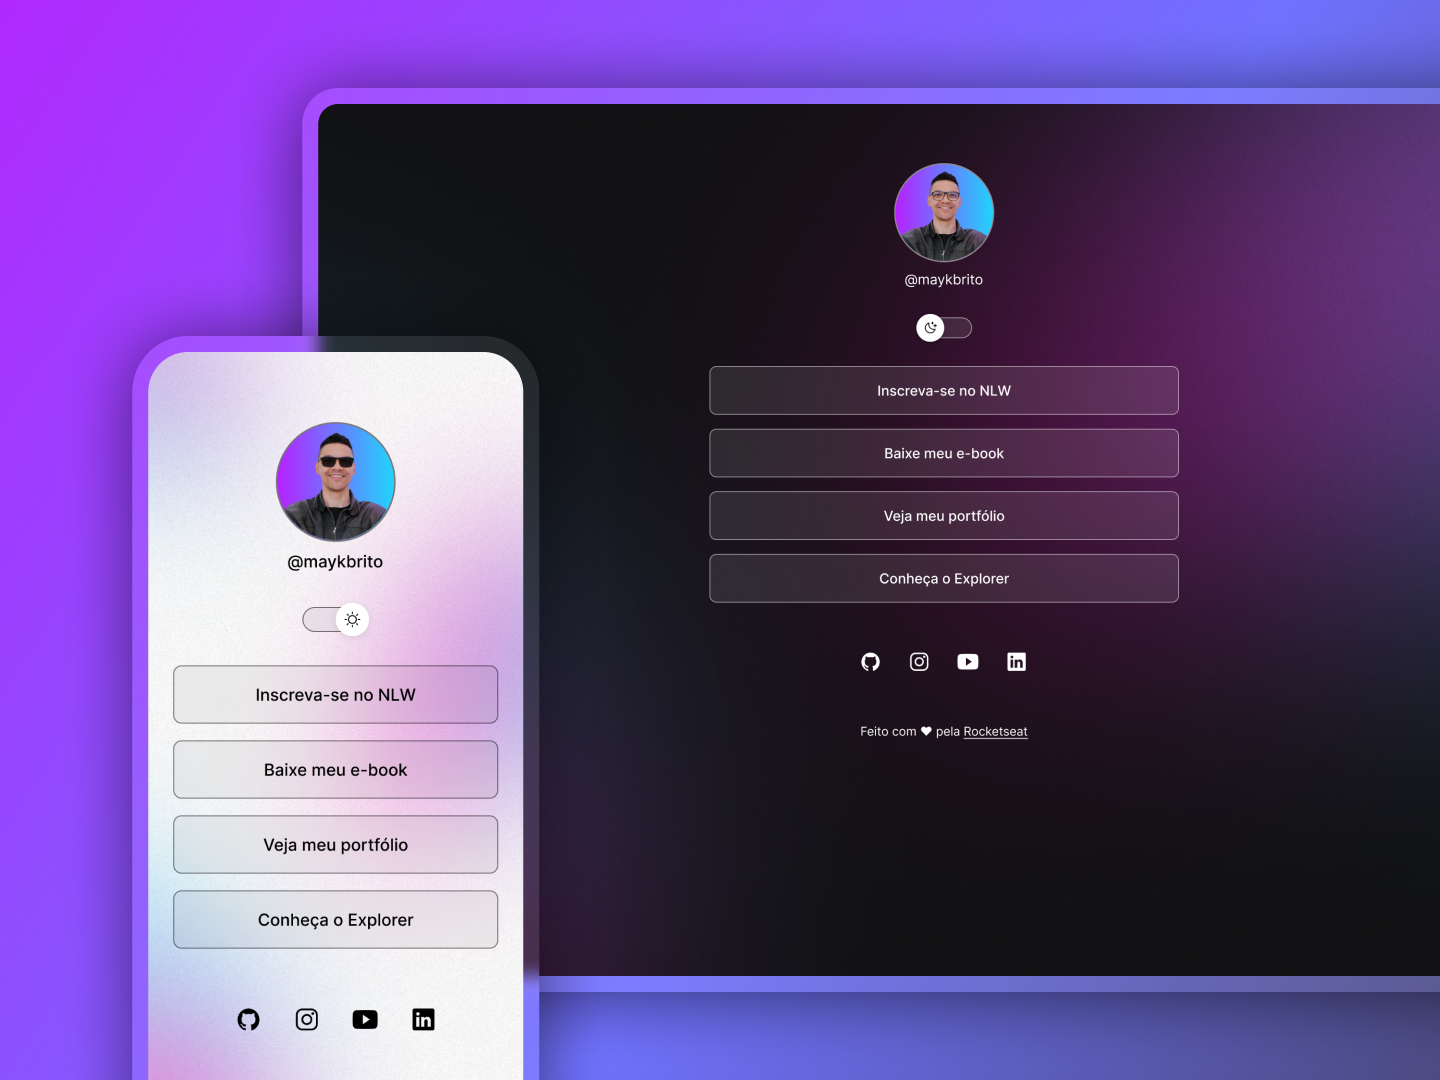 @maykbrito
Inscreva-se no NLW
Baixe meu e-book
Veja meu portfólio
Conheça o Explorer
Feito com ♥ pela Rocketseat
@maykbrito
Inscreva-se no NLW
Baixe meu e-book
Veja meu portfólio
Conheça o Explorer